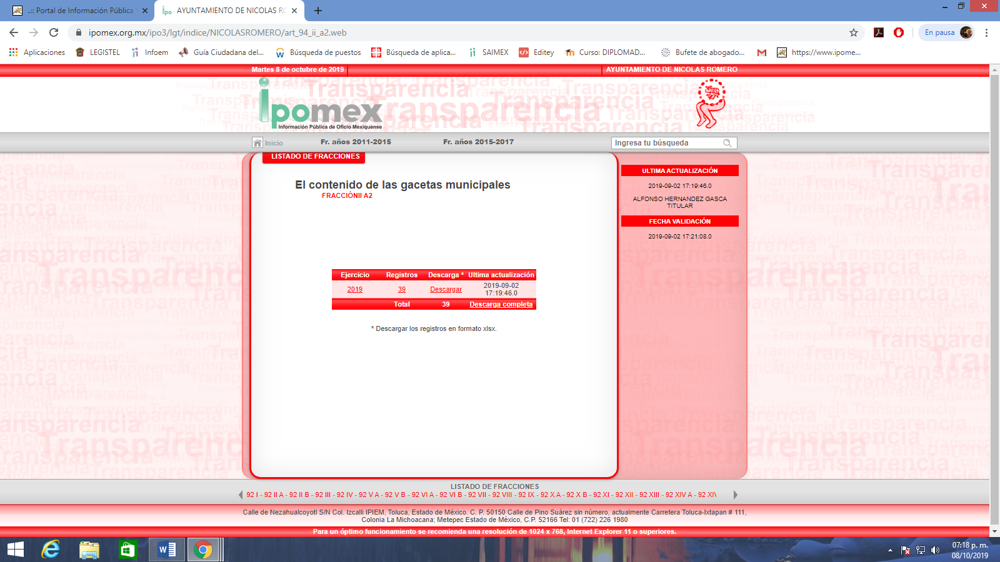 ..:: Portal de Información Pública
AYUNTAMIENTO DE NICOLAS RO
ipomex.org.mx/ipo3/lgt/indice/NICOLASROMERO/art_94_ii_a2.web
En pausa
Aplicaciones
LEGISTEL
Infoem
Guía Ciudadana del...
Búsqueda de puestos
Búsqueda de aplica...
SAIMEX
Editey
Curso: DIPLOMAD...
Bufete de abogado...
https://www.ipome...
Martes 8 de octubre de 2019
AYUNTAMIENTO DE NICOLAS ROMERO
Transparencia
ipomex
Información Pública de Oficio Mexiquense
Inicio
Fr. años 2011-2015
Fr. años 2015-2017
Ingresa tu búsqueda
LISTADO DE FRACCIONES
El contenido de las gacetas municipales
FRACCIÓNII A2
Ejercicio Registros Descarga * Ultima actualización
2019 39 Descargar 2019-09-02
17:19:46.0
Total 39 Descarga completa
* Descargar los registros en formato xlsx.
ULTIMA ACTUALIZACIÓN
2019-09-02 17:19:46.0
ALFONSO HERNANDEZ GASCA
TITULAR
FECHA VALIDACIÓN
2019-09-02 17:21:08.0
LISTADO DE FRACCIONES
92 I - 92 II A - 92 II B - 92 III - 92 IV - 92 V A - 92 V B - 92 VI A - 92 VI B - 92 VII - 92 VIII - 92 IX - 92 X A - 92 X B - 92 XI - 92 XII - 92 XIII - 92 XIV A - 92 XIV
Calle de Nezahualcoyotl S/N Col. Izcalli IPIEM, Toluca, Estado de México. C. P. 50150 Calle de Pino Suárez sin número, actualmente Carretera Toluca-Ixtapan # 111,
Colonia La Michoacana; Metepec Estado de México, C.P. 52166 Tel: 01 (722) 226 1980
Para un óptimo funcionamiento se recomienda una resolución de 1024 x 768, Internet Explorer 11 o superiores.
07:18 p. m.
08/10/2019